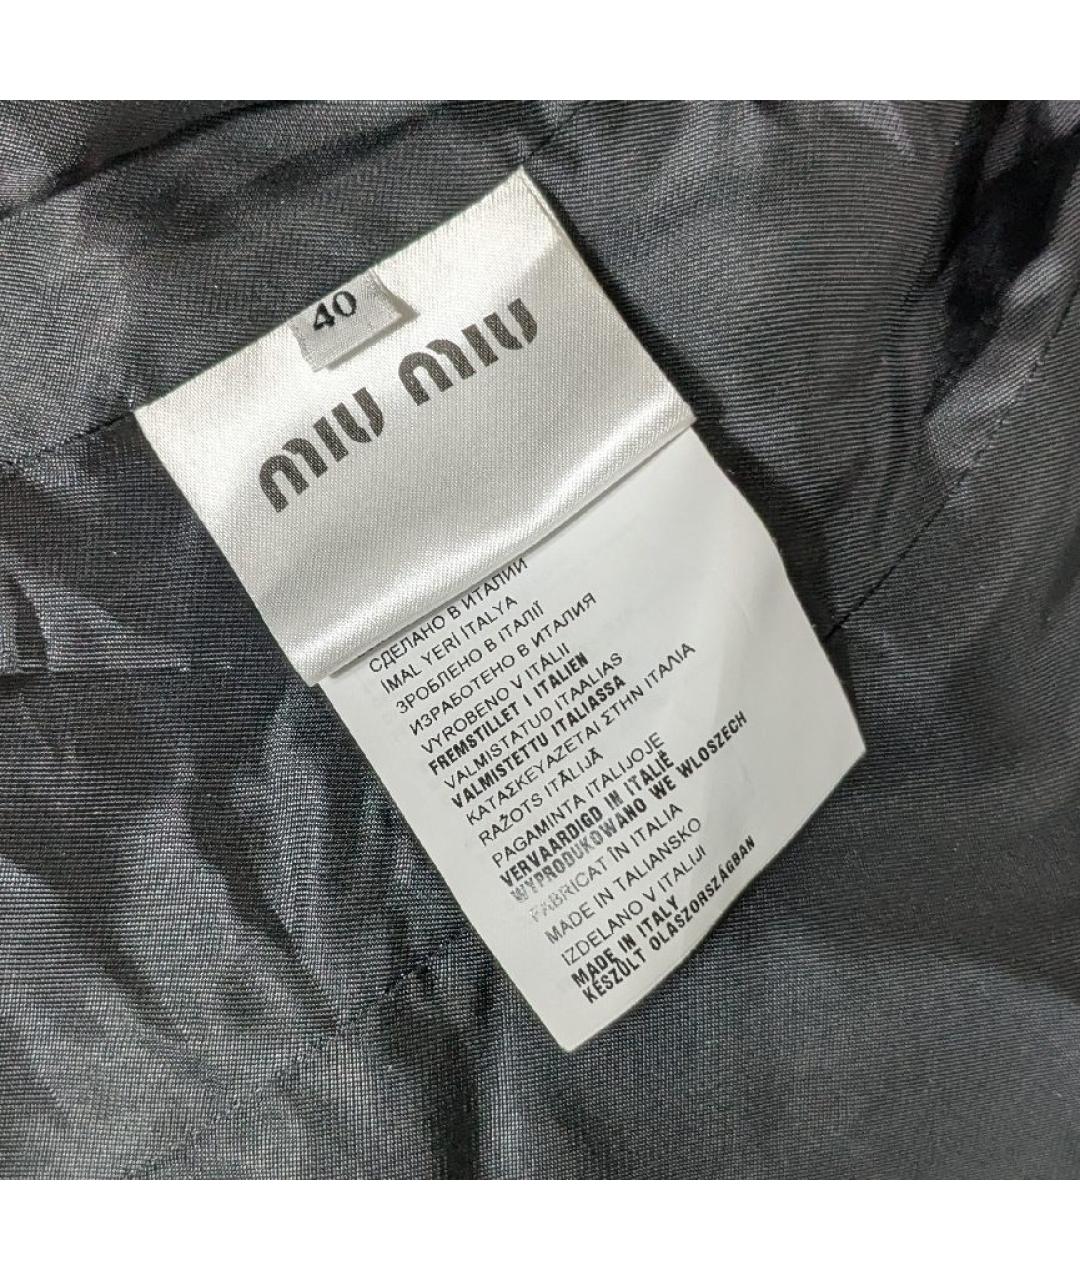 40
MIU MIU
СДЕЛАНО В ИТАЛИИ
IMAL YERI İTALYA
ЗРОБЛЕНО В ІТАЛІЇ
ИЗРАБОТЕНО В ИТАЛИЯ
VYROBENO V ITÁLII
FREMSTILLET I ITALIEN
VALMISTATUD ITAALIAS
VALMISTETTU ITALIASSA
ΚΑΤΑΣΚΕΥΑΖΕΤΑΙ ΣΤΗΝ ΙΤΑΛΙΑ
RAŽOTS ITĀLIJĀ
PAGAMINTA ITALIJOJE
VERVAARDIGD IN ITALIË
WYPRODUKOWANO WE WLOSZECH
FABRICAT ÎN ITALIA
MADE IN TALIANSKO
IZDELANO V ITALIJI
MADE IN ITALY
KÉSZÜLT OLASZORSZÁGBAN